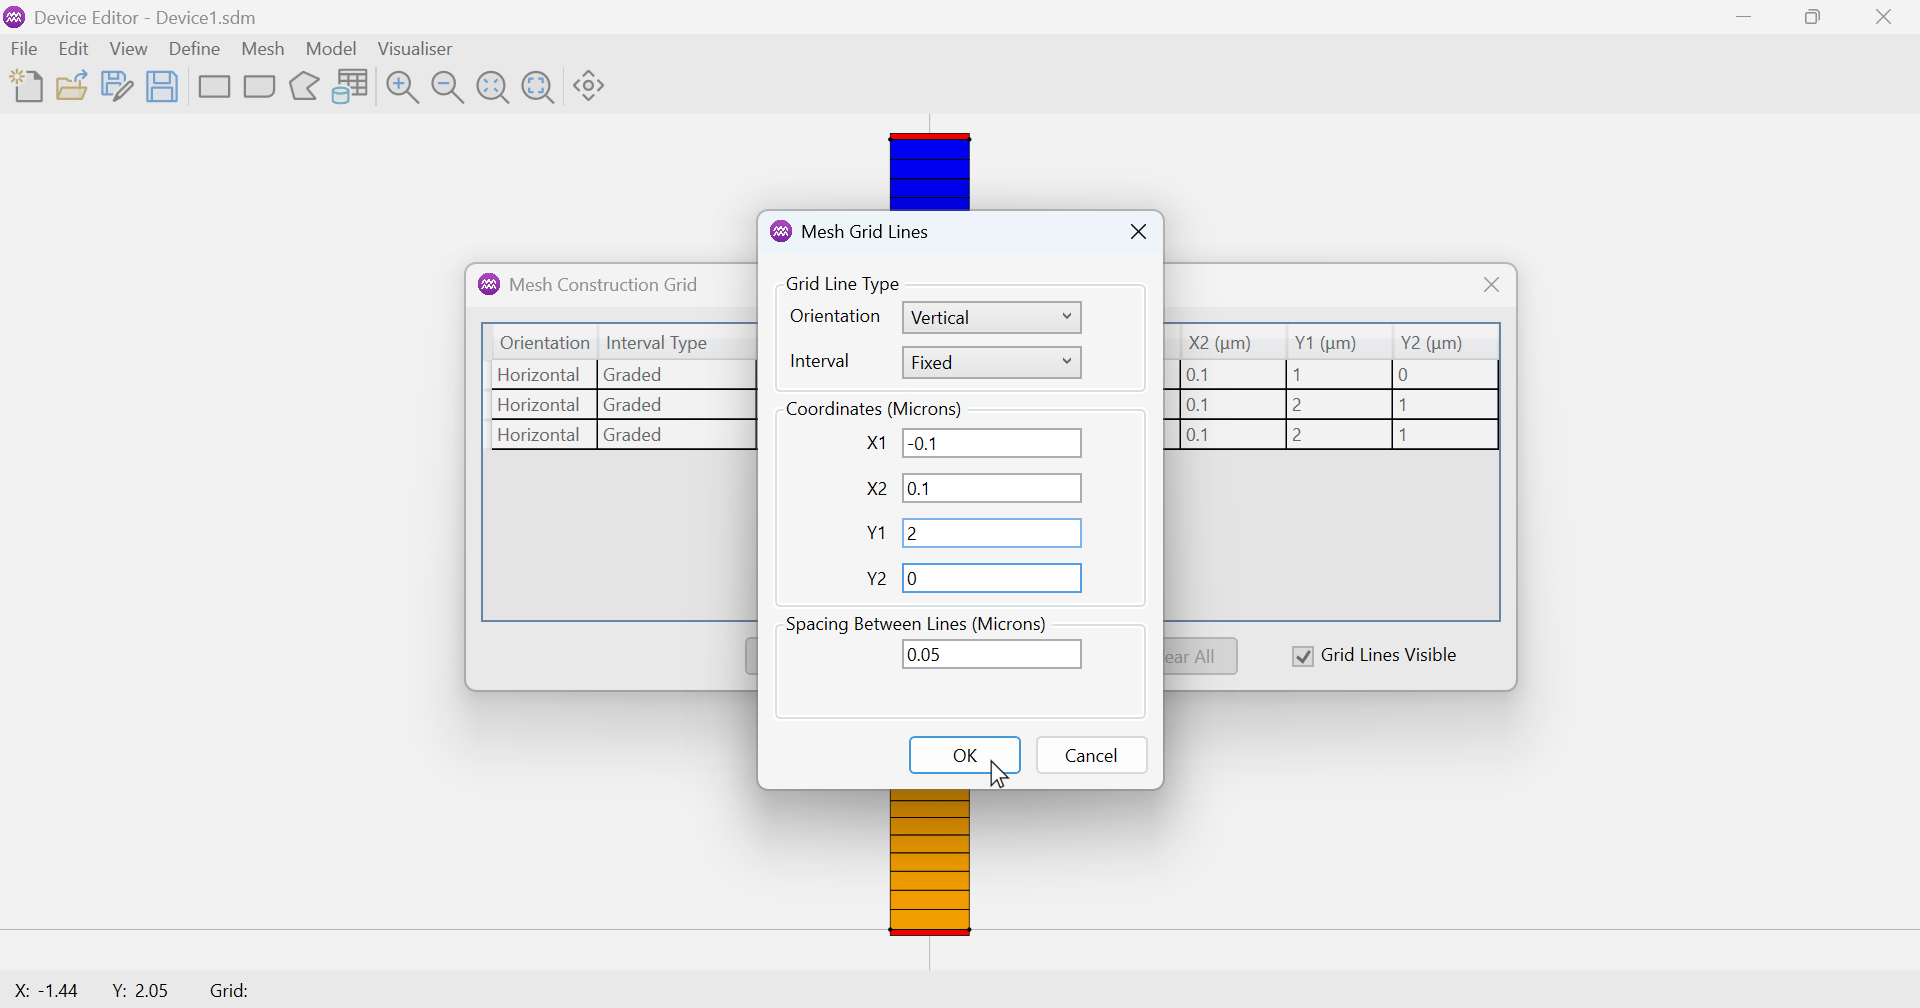 Device Editor - Device1.sdm
File Edit View Define Mesh Model Visualiser
Mesh Grid Lines
Mesh Construction Grid
Grid Line Type
Orientation Vertical
Interval Fixed
Orientation Interval Type X2 (µm) Y1 (µm) Y2 (µm)
Horizontal Graded 0.1 1 0
Horizontal Graded 0.1 2 1
Horizontal Graded 0.1 2 1
Coordinates (Microns)
X1 -0.1
X2 0.1
Y1 2
Y2 0
Spacing Between Lines (Microns)
0.05
ear All
Grid Lines Visible
OK Cancel
X: -1.44 Y: 2.05 Grid: